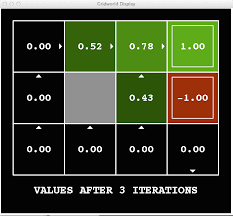 Gridworld Display
0.00 0.52 0.78 1.00
0.00 0.43 -1.00
0.00 0.00 0.00 0.00
VALUES AFTER 3 ITERATIONS